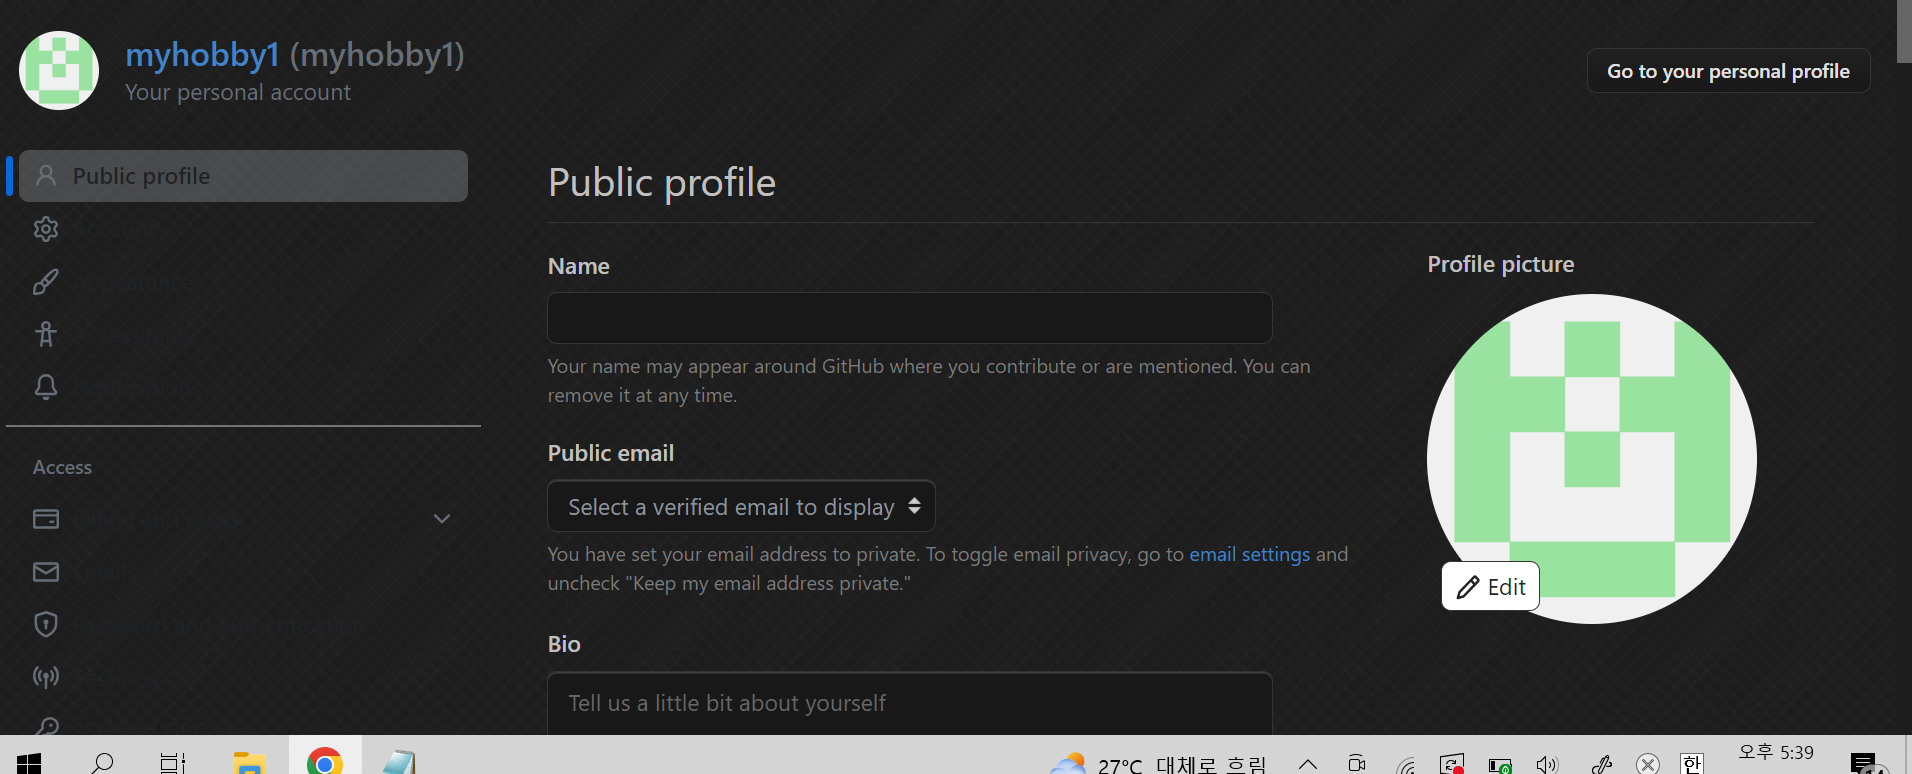 myhobby1 (myhobby1)
Your personal account
Go to your personal profile
Public profile
Account
Appearance
Accessibility
Notifications
Access
Emails
Password and authentication
Sessions
Public profile
Name
Your name may appear around GitHub where you contribute or are mentioned. You can
remove it at any time.
Public email
Select a verified email to display
You have set your email address to private. To toggle email privacy, go to email settings and
uncheck "Keep my email address private."
Bio
Tell us a little bit about yourself
Profile picture
Edit
27°C 대체로 흐림
한
오후 5:39